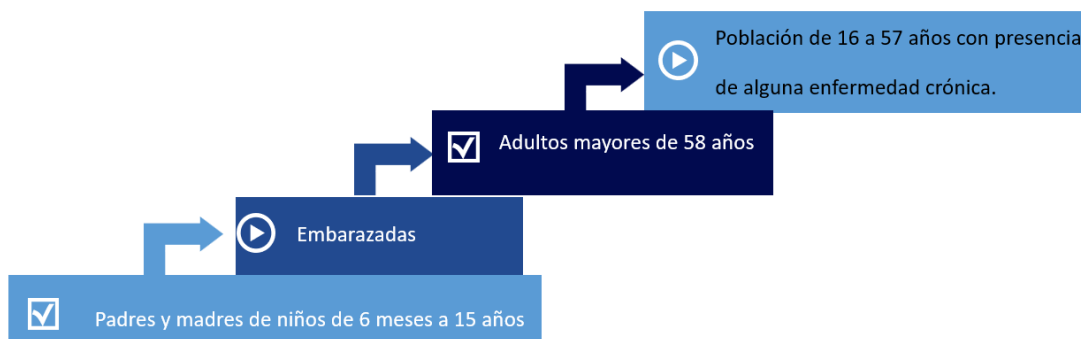 Población de 16 a 57 años con presencia
de alguna enfermedad crónica.
Adultos mayores de 58 años
Embarazadas
Padres y madres de niños de 6 meses a 15 años